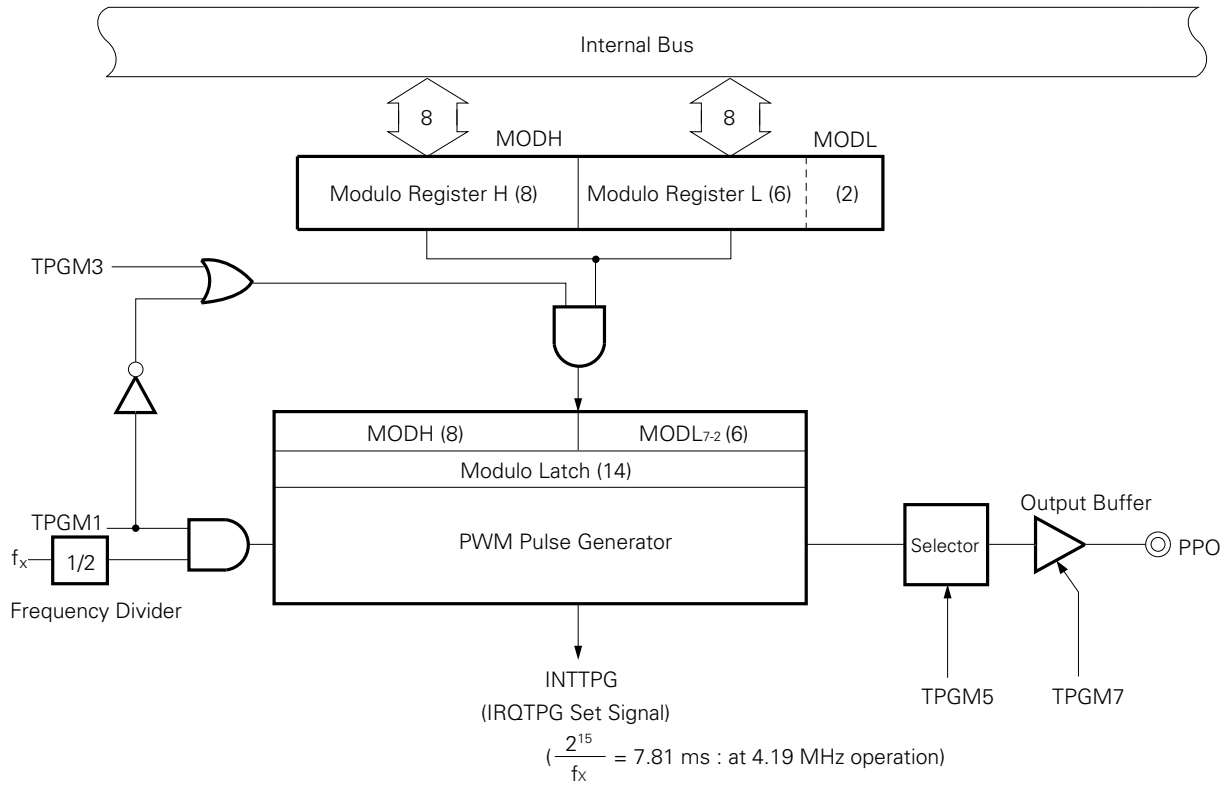 Internal Bus
8 8
MODH MODL
Modulo Register H (8) Modulo Register L (6) (2)
TPGM3
MODH (8) MODL7-2 (6)
Modulo Latch (14)
TPGM1
PWM Pulse Generator
fX 1/2
Frequency Divider
Selector
Output Buffer
PPO
INTTPG
(IRQTPG Set Signal)
TPGM5 TPGM7
(2^15/fX = 7.81 ms : at 4.19 MHz operation)